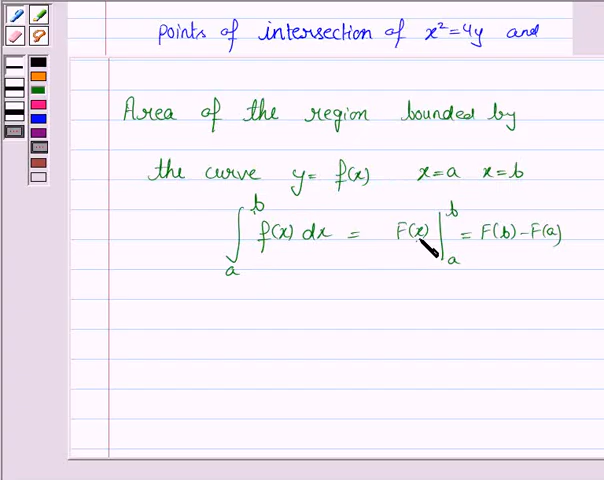 points of intersection of x²=4y and
Area of the region bounded by
the curve y= f(x) x=a x=b
∫ₐᵇ f(x) dx = F(x)|ₐᵇ = F(b) - F(a)